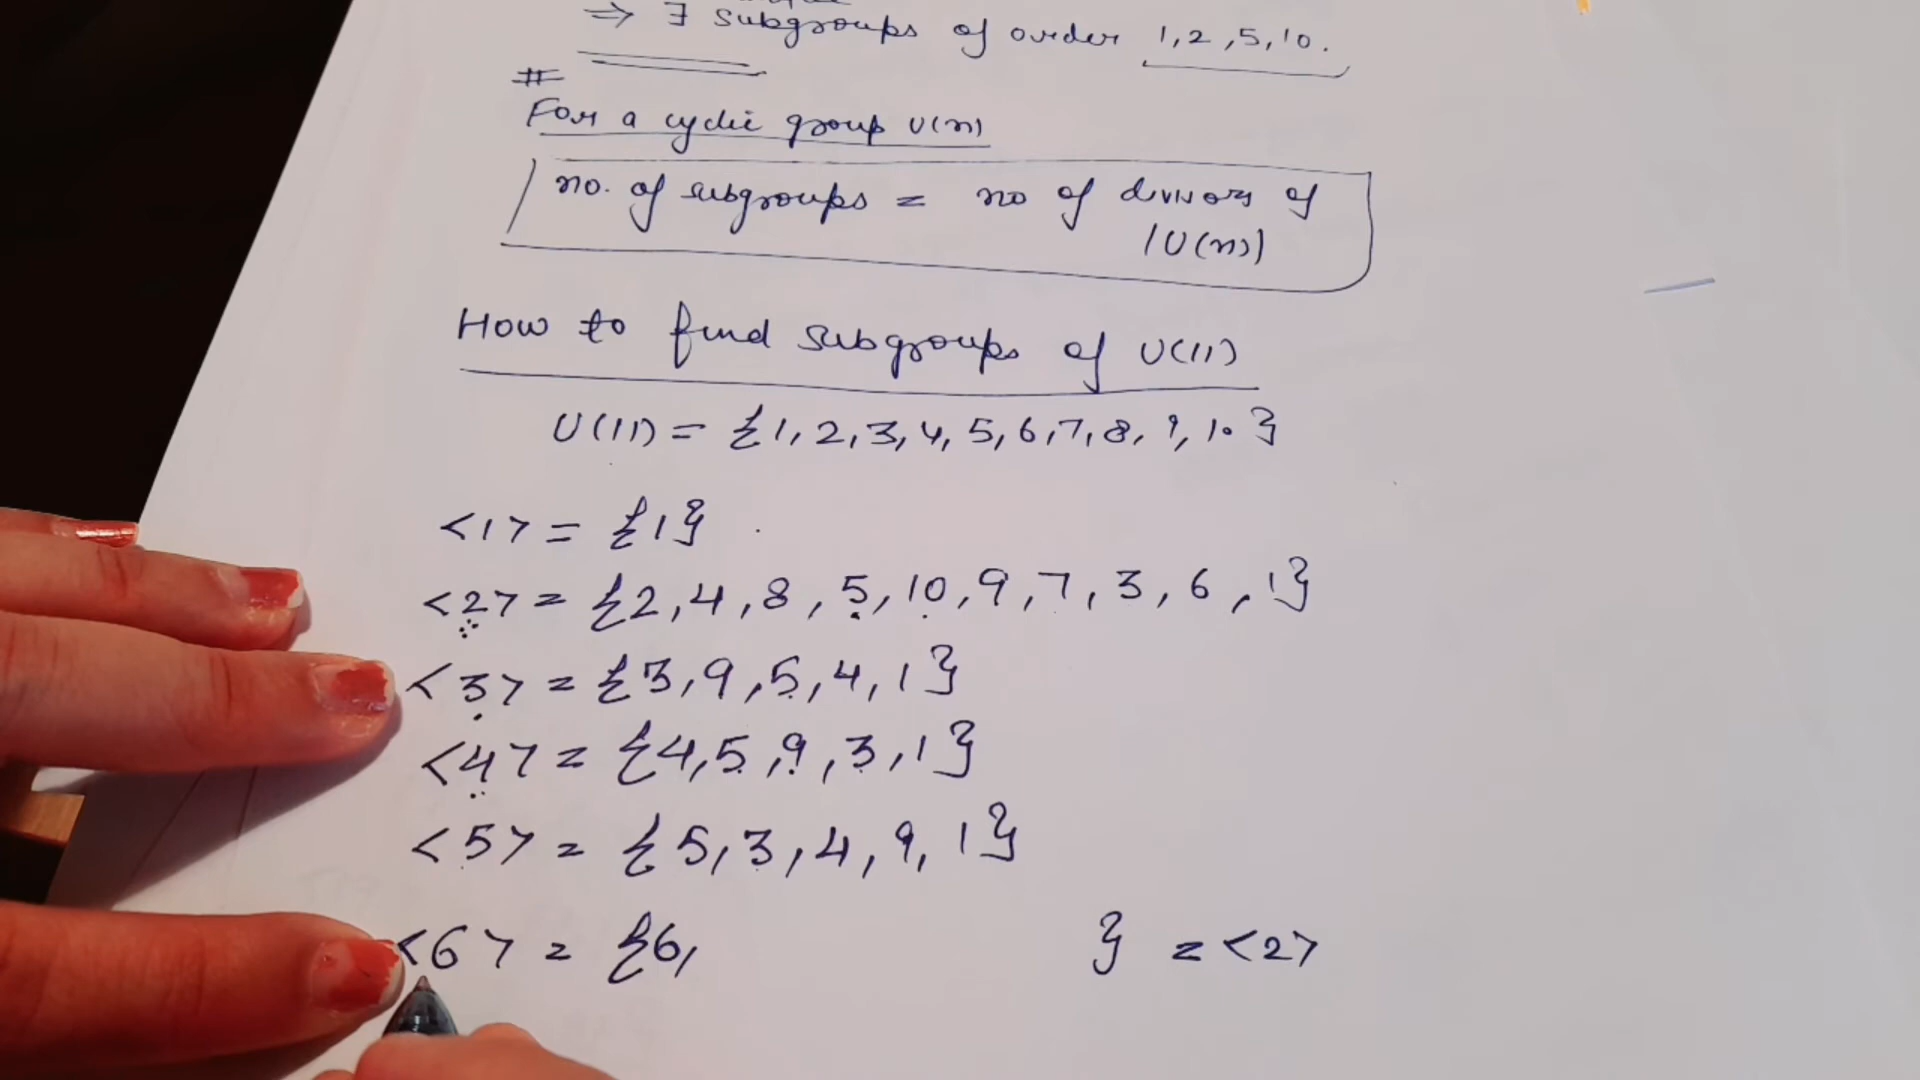 ⇒ ∃ subgroups of order 1,2,5,10.
#
For a cyclic group U(n)
no. of subgroups = no of divisors of
|U(n)|
How to find subgroups of U(11)
U(11) = {1,2,3,4,5,6,7,8,9,10}
<1> = {1}
<2> = {2,4,8,5,10,9,7,3,6,1}
<3> = {3,9,5,4,1}
<4> = {4,5,9,3,1}
<5> = {5,3,4,9,1}
<6> = {6, } = <2>